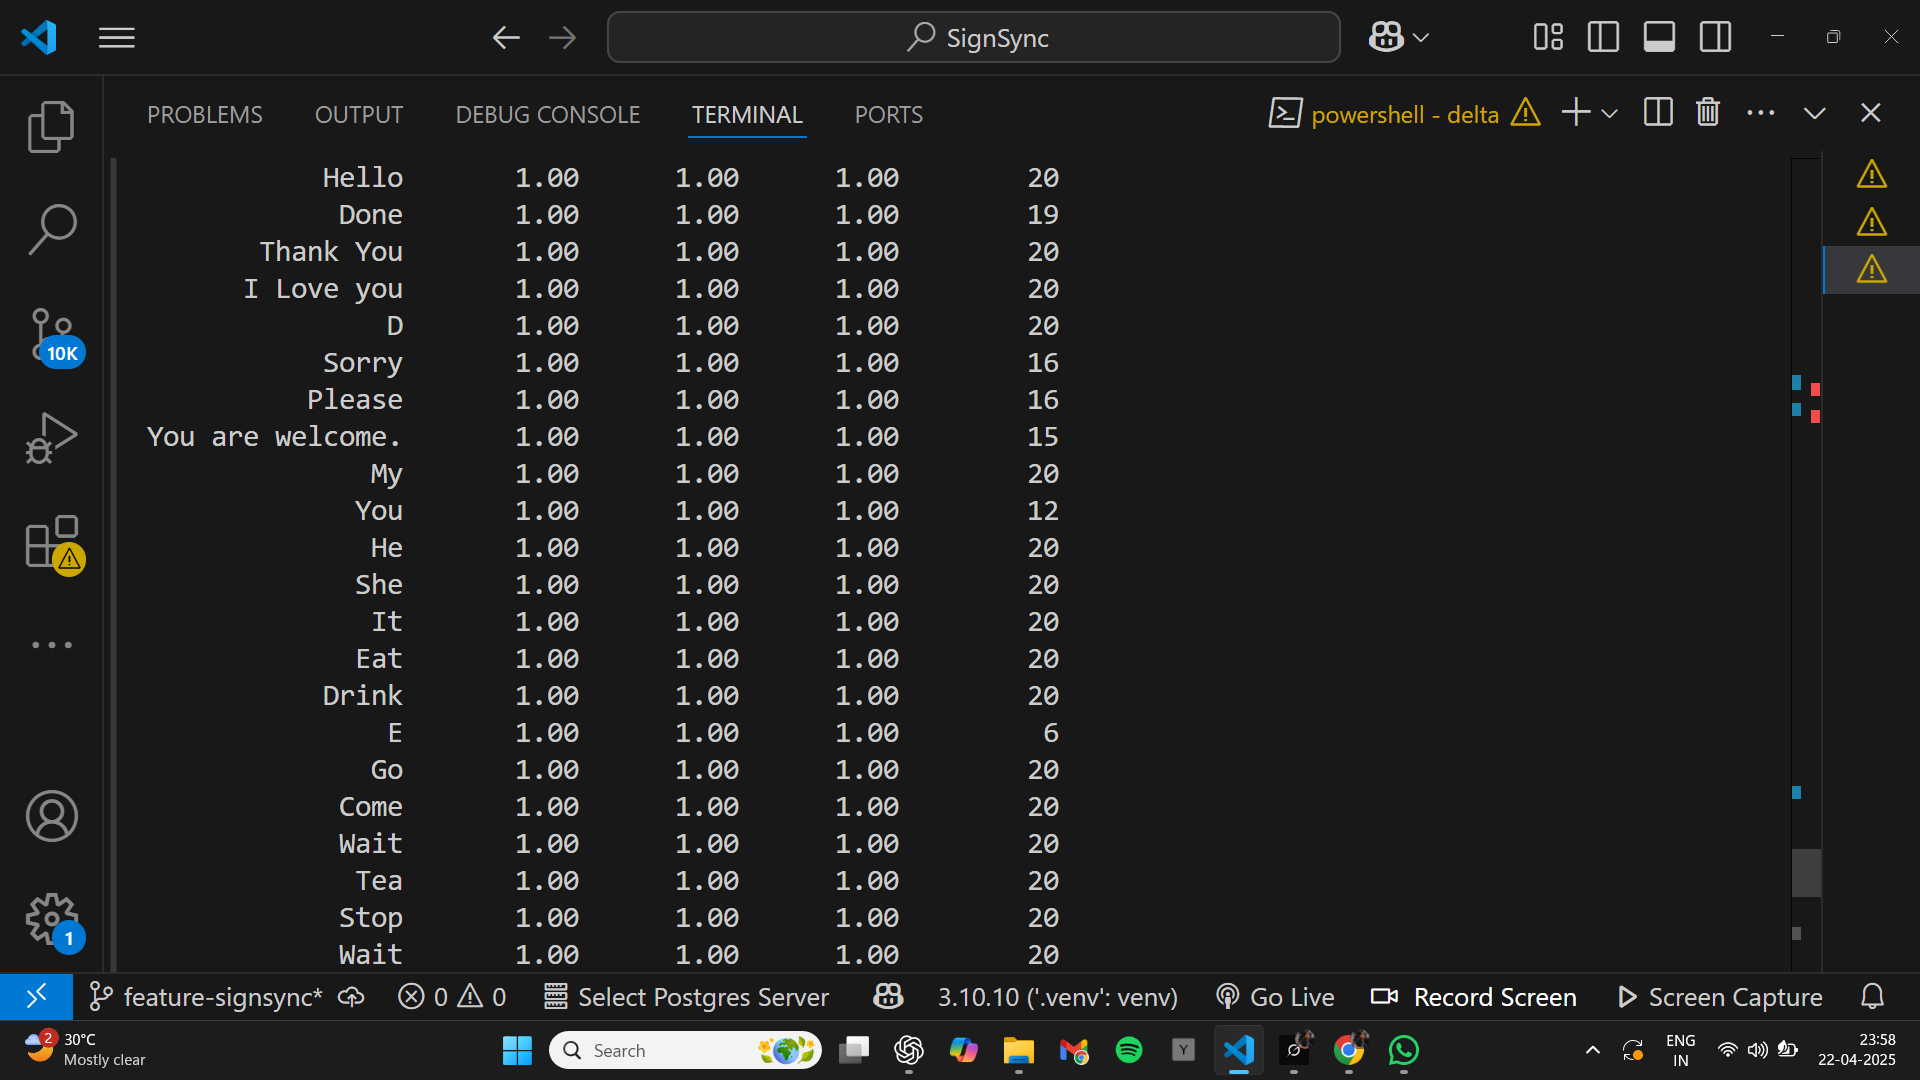 SignSync
PROBLEMS OUTPUT DEBUG CONSOLE TERMINAL PORTS powershell - delta
Hello 1.00 1.00 1.00 20
Done 1.00 1.00 1.00 19
Thank You 1.00 1.00 1.00 20
I Love you 1.00 1.00 1.00 20
D 1.00 1.00 1.00 20
Sorry 1.00 1.00 1.00 16
Please 1.00 1.00 1.00 16
You are welcome. 1.00 1.00 1.00 15
My 1.00 1.00 1.00 20
You 1.00 1.00 1.00 12
He 1.00 1.00 1.00 20
She 1.00 1.00 1.00 20
It 1.00 1.00 1.00 20
Eat 1.00 1.00 1.00 20
Drink 1.00 1.00 1.00 20
E 1.00 1.00 1.00 6
Go 1.00 1.00 1.00 20
Come 1.00 1.00 1.00 20
Wait 1.00 1.00 1.00 20
Tea 1.00 1.00 1.00 20
Stop 1.00 1.00 1.00 20
Wait 1.00 1.00 1.00 20
10K
1
feature-signsync* 0 0 Select Postgres Server 3.10.10 ('.venv': venv) Go Live Record Screen Screen Capture
2 30°C
Mostly clear
Search
Y
ENG
IN
23:58
22-04-2025